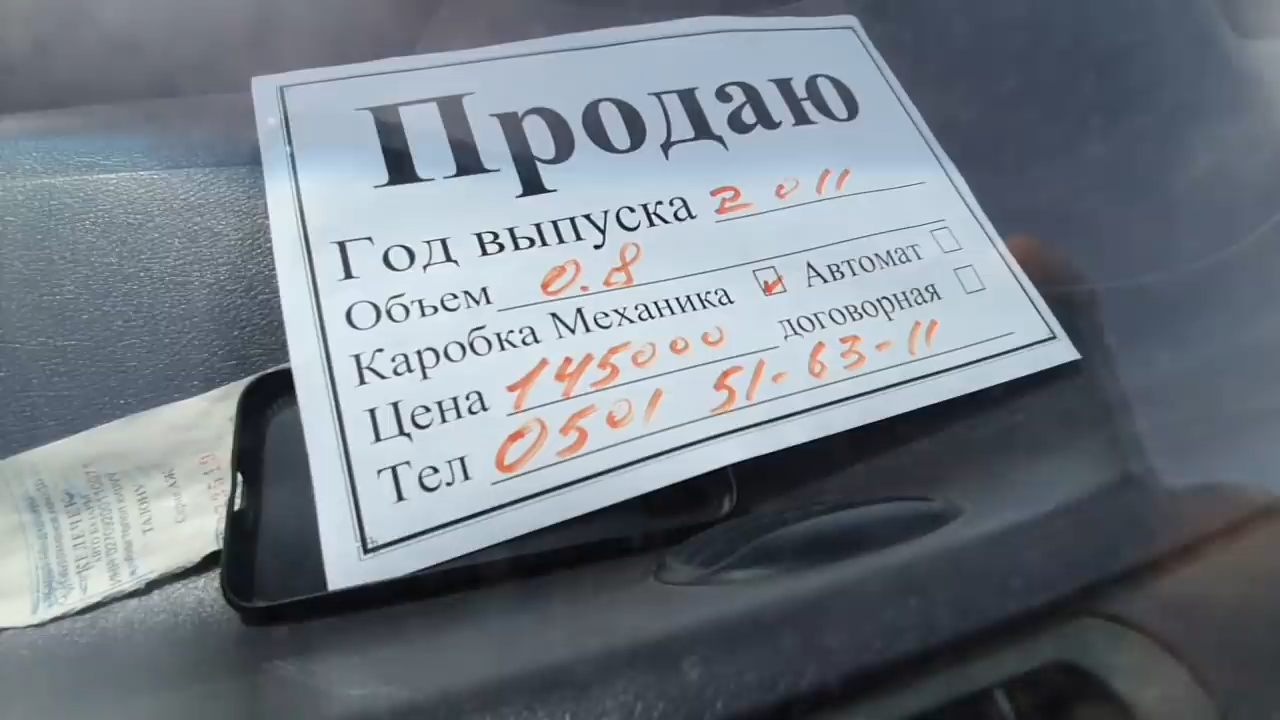 Продаю
Год выпуска 2011
Объем 0.8
Каробка Механика Автомат
Цена 145000 договорная
Тел 0501 51-63-11